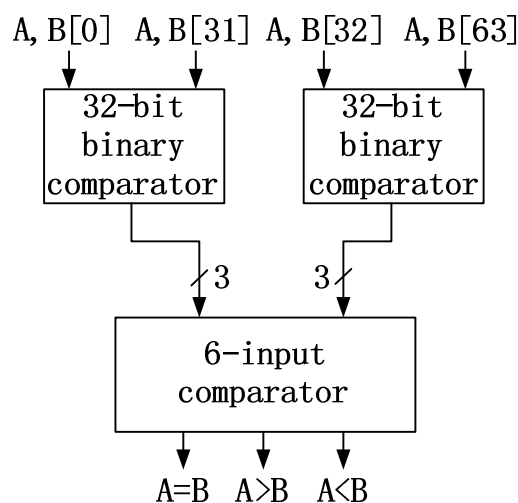 A, B[0] A, B[31] A, B[32] A, B[63]
32-bit
binary
comparator
32-bit
binary
comparator
3
3
6-input
comparator
A=B A>B A<B